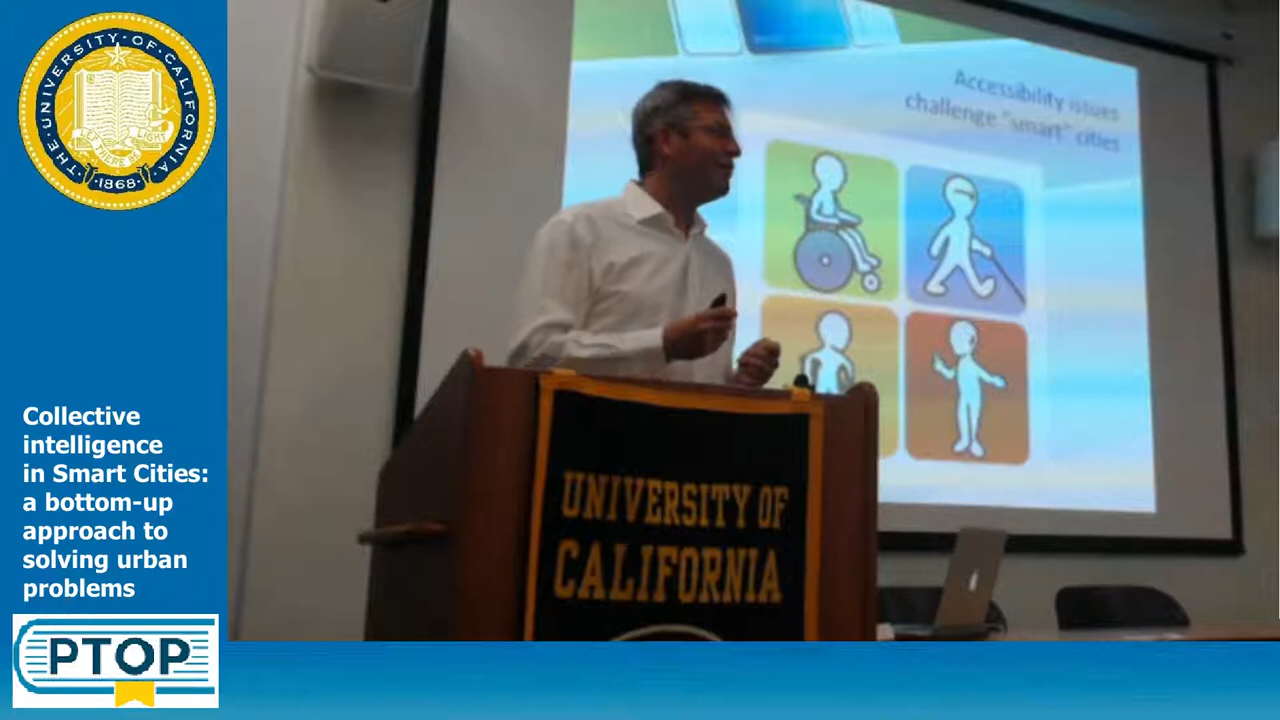 THE·UNIVERSITY·OF·CALIFORNIA
LET THERE BE LIGHT
·1868·
Collective
intelligence
in Smart Cities:
a bottom-up
approach to
solving urban
problems
PTOP
Accessibility issues
challenge "smart" cities
UNIVERSITY OF
CALIFORNIA